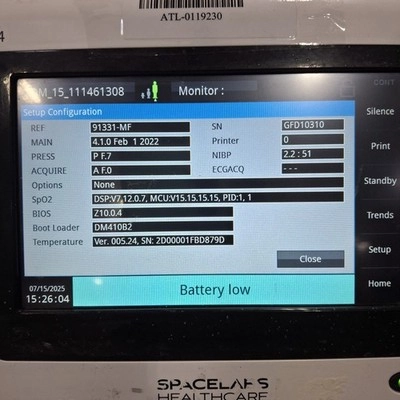 ATL-0119230
4
M_15_111461308 Monitor : CONT
Setup Configuration
REF 91331-MF SN GFD10310
MAIN 4.1.0 Feb 1 2022 Printer 0
PRESS P F.7 NIBP 2.2 : 51
ACQUIRE A F.0 ECGACQ - - -
Options None
SpO2 DSP:V7.12.0.7, MCU:V15.15.15.15, PID:1, 1
BIOS Z10.0.4
Boot Loader DM410B2
Temperature Ver. 005.24, SN: 2D00001FBD879D
Close
Silence
Print
Standby
Trends
Setup
Home
07/15/2025
15:26:04
Battery low
SPACELABS
HEALTHCARE